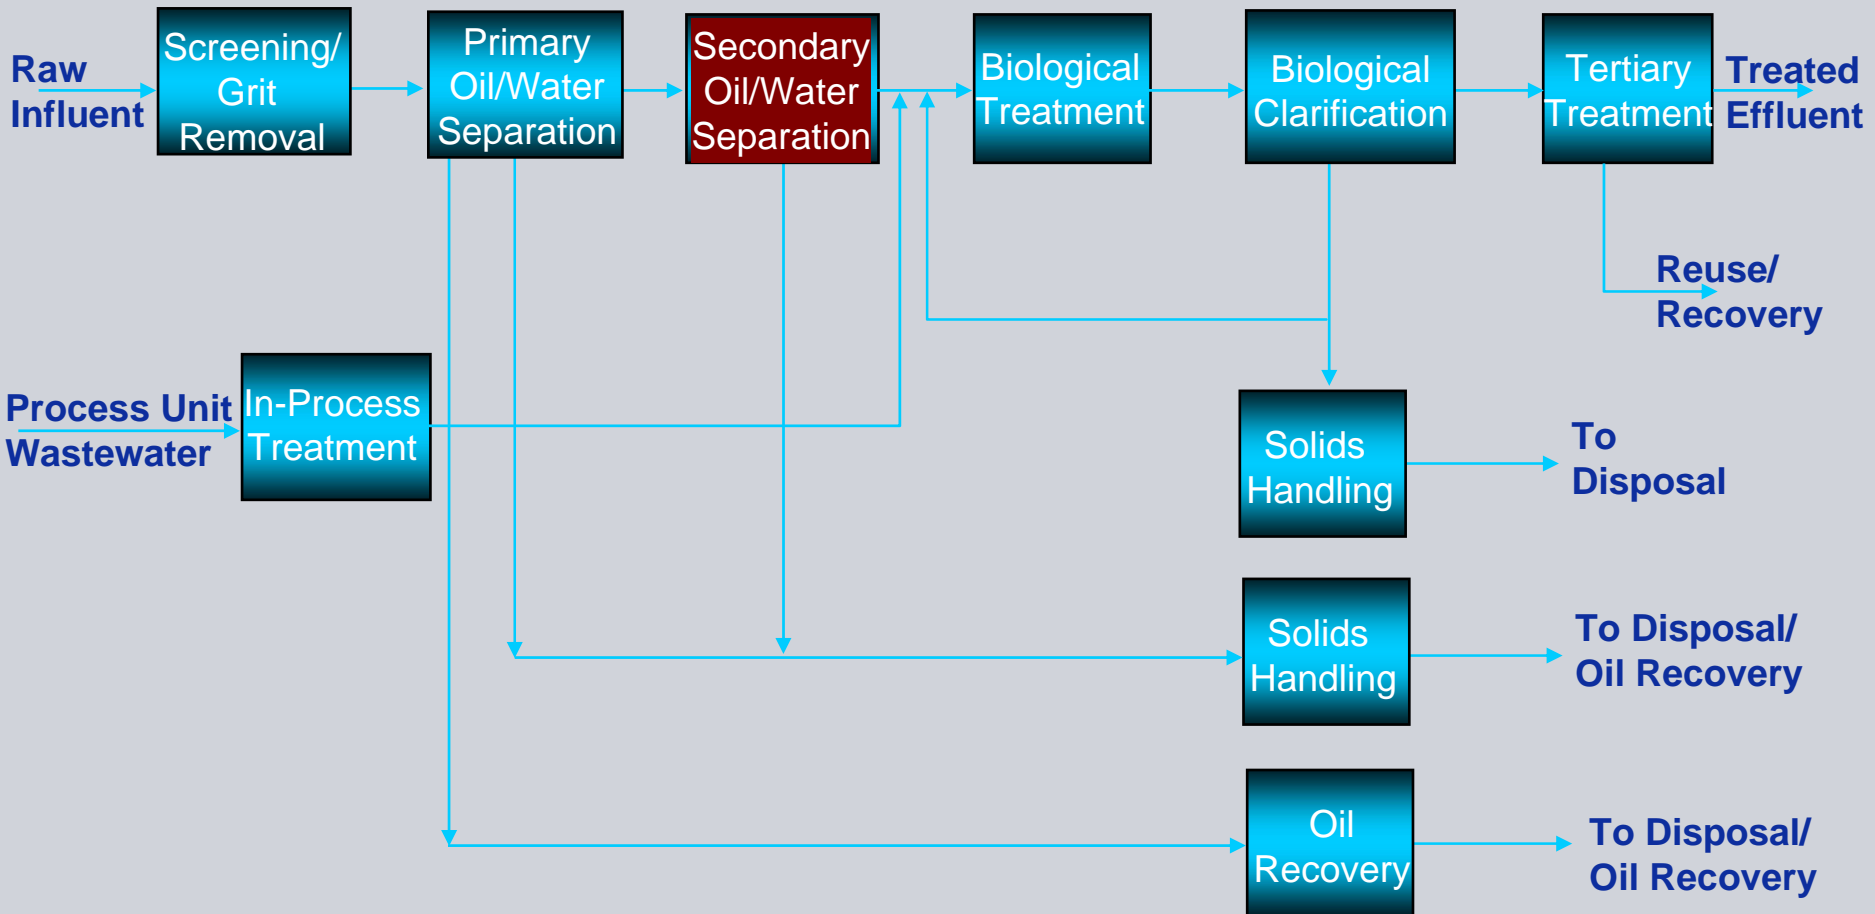 Raw
Influent
Screening/
Grit
Removal
Primary
Oil/Water
Separation
Secondary
Oil/Water
Separation
Biological
Treatment
Biological
Clarification
Tertiary
Treatment
Treated
Effluent
Reuse/
Recovery
Process Unit
Wastewater
In-Process
Treatment
Solids
Handling
To
Disposal
Solids
Handling
To Disposal/
Oil Recovery
Oil
Recovery
To Disposal/
Oil Recovery